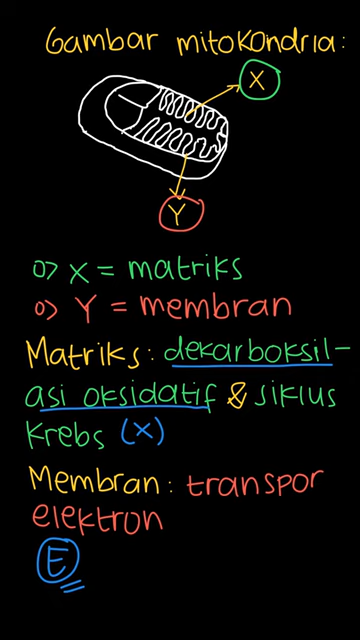 Gambar mitokondria:
X
Y
=> X = matriks
=> Y = membran
Matriks: dekarboksil-
asi oksidatif & siklus
krebs (X)
Membran: transpor
elektron
E